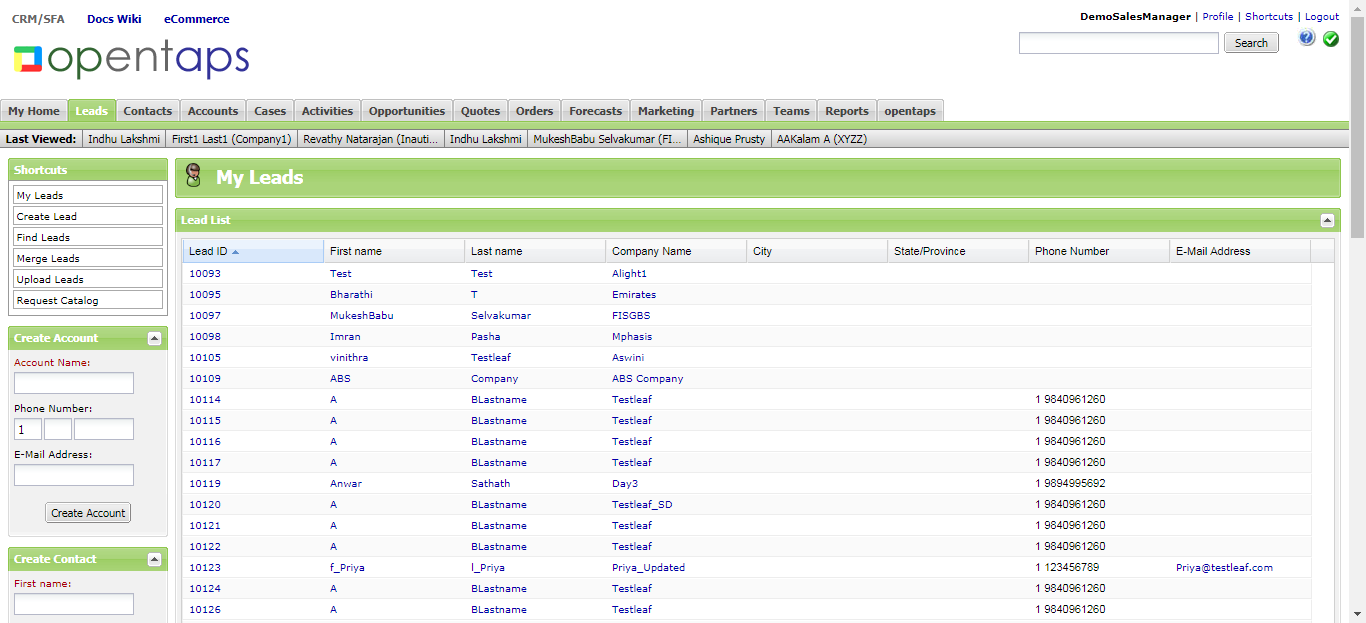 CRM/SFA Docs Wiki eCommerce
DemoSalesManager | Profile | Shortcuts | Logout
opentaps
Search
My Home Leads Contacts Accounts Cases Activities Opportunities Quotes Orders Forecasts Marketing Partners Teams Reports opentaps
Last Viewed: Indhu Lakshmi First1 Last1 (Company1) Revathy Natarajan (Inauti... Indhu Lakshmi MukeshBabu Selvakumar (FI... Ashique Prusty AAKalam A (XYZZ)
Shortcuts
My Leads
Create Lead
Find Leads
Merge Leads
Upload Leads
Request Catalog
Create Account
Account Name:
Phone Number:
1
E-Mail Address:
Create Account
Create Contact
First name:
My Leads
Lead List
Lead ID First name Last name Company Name City State/Province Phone Number E-Mail Address
10093 Test Test Alight1
10095 Bharathi T Emirates
10097 MukeshBabu Selvakumar FISGBS
10098 Imran Pasha Mphasis
10105 vinithra Testleaf Aswini
10109 ABS Company ABS Company
10114 A BLastname Testleaf 1 9840961260
10115 A BLastname Testleaf 1 9840961260
10116 A BLastname Testleaf 1 9840961260
10117 A BLastname Testleaf 1 9840961260
10119 Anwar Sathath Day3 1 9894995692
10120 A BLastname Testleaf_SD 1 9840961260
10121 A BLastname Testleaf 1 9840961260
10122 A BLastname Testleaf 1 9840961260
10123 f_Priya l_Priya Priya_Updated 1 123456789 Priya@testleaf.com
10124 A BLastname Testleaf 1 9840961260
10126 A BLastname Testleaf 1 9840961260